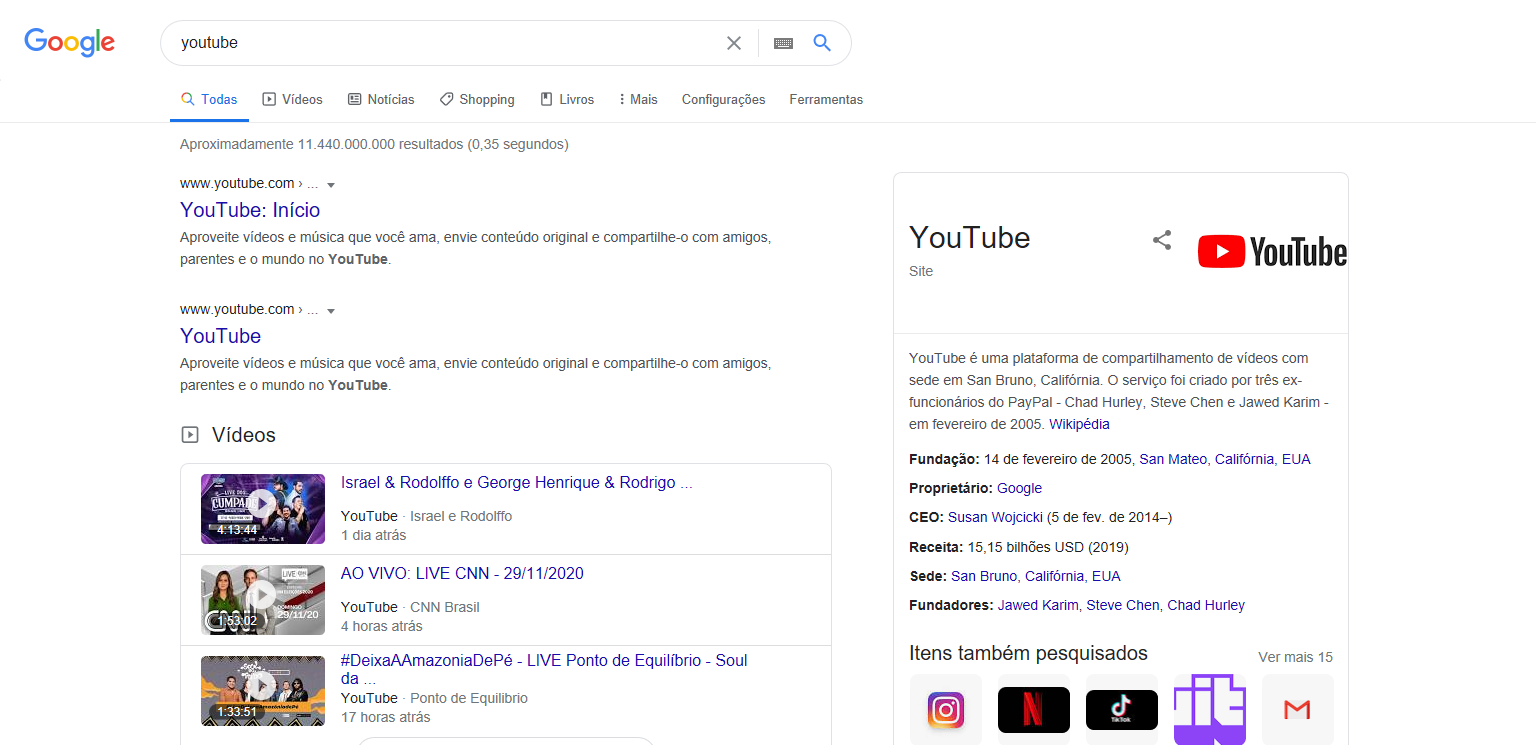 Google
youtube
Todas
Vídeos
Notícias
Shopping
Livros
Mais
Configurações
Ferramentas
Aproximadamente 11.440.000.000 resultados (0,35 segundos)
www.youtube.com › ...
YouTube: Início
Aproveite vídeos e música que você ama, envie conteúdo original e compartilhe-o com amigos,
parentes e o mundo no YouTube.
www.youtube.com › ...
YouTube
Aproveite vídeos e música que você ama, envie conteúdo original e compartilhe-o com amigos,
parentes e o mundo no YouTube.
Vídeos
4:13:44
Israel & Rodolffo e George Henrique & Rodrigo ...
YouTube · Israel e Rodolffo
1 dia atrás
LIVE CNN
DOMINGO
29/11/20
1:53:02
AO VIVO: LIVE CNN - 29/11/2020
YouTube · CNN Brasil
4 horas atrás
1:33:51
#DeixaAAmazoniaDePé - LIVE Ponto de Equilíbrio - Soul
da ...
YouTube · Ponto de Equilibrio
17 horas atrás
YouTube
Site
YouTube
YouTube é uma plataforma de compartilhamento de vídeos com
sede em San Bruno, Califórnia. O serviço foi criado por três ex-
funcionários do PayPal - Chad Hurley, Steve Chen e Jawed Karim -
em fevereiro de 2005. Wikipédia
Fundação: 14 de fevereiro de 2005, San Mateo, Califórnia, EUA
Proprietário: Google
CEO: Susan Wojcicki (5 de fev. de 2014–)
Receita: 15,15 bilhões USD (2019)
Sede: San Bruno, Califórnia, EUA
Fundadores: Jawed Karim, Steve Chen, Chad Hurley
Itens também pesquisados
Ver mais 15
N
TikTok